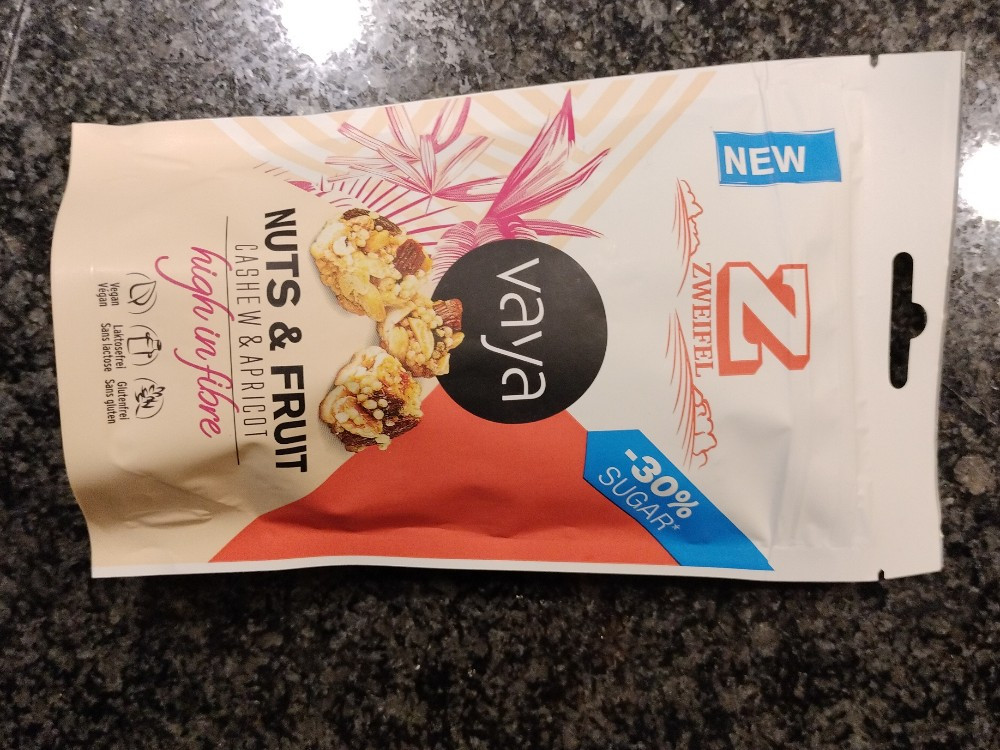 NEW
Z
ZWEIFEL
-30%
SUGAR*
vaya
NUTS & FRUIT
CASHEW & APRICOT
high in fibre
Vegan
Végan
Laktosefrei
Sans lactose
Glutenfrei
Sans gluten